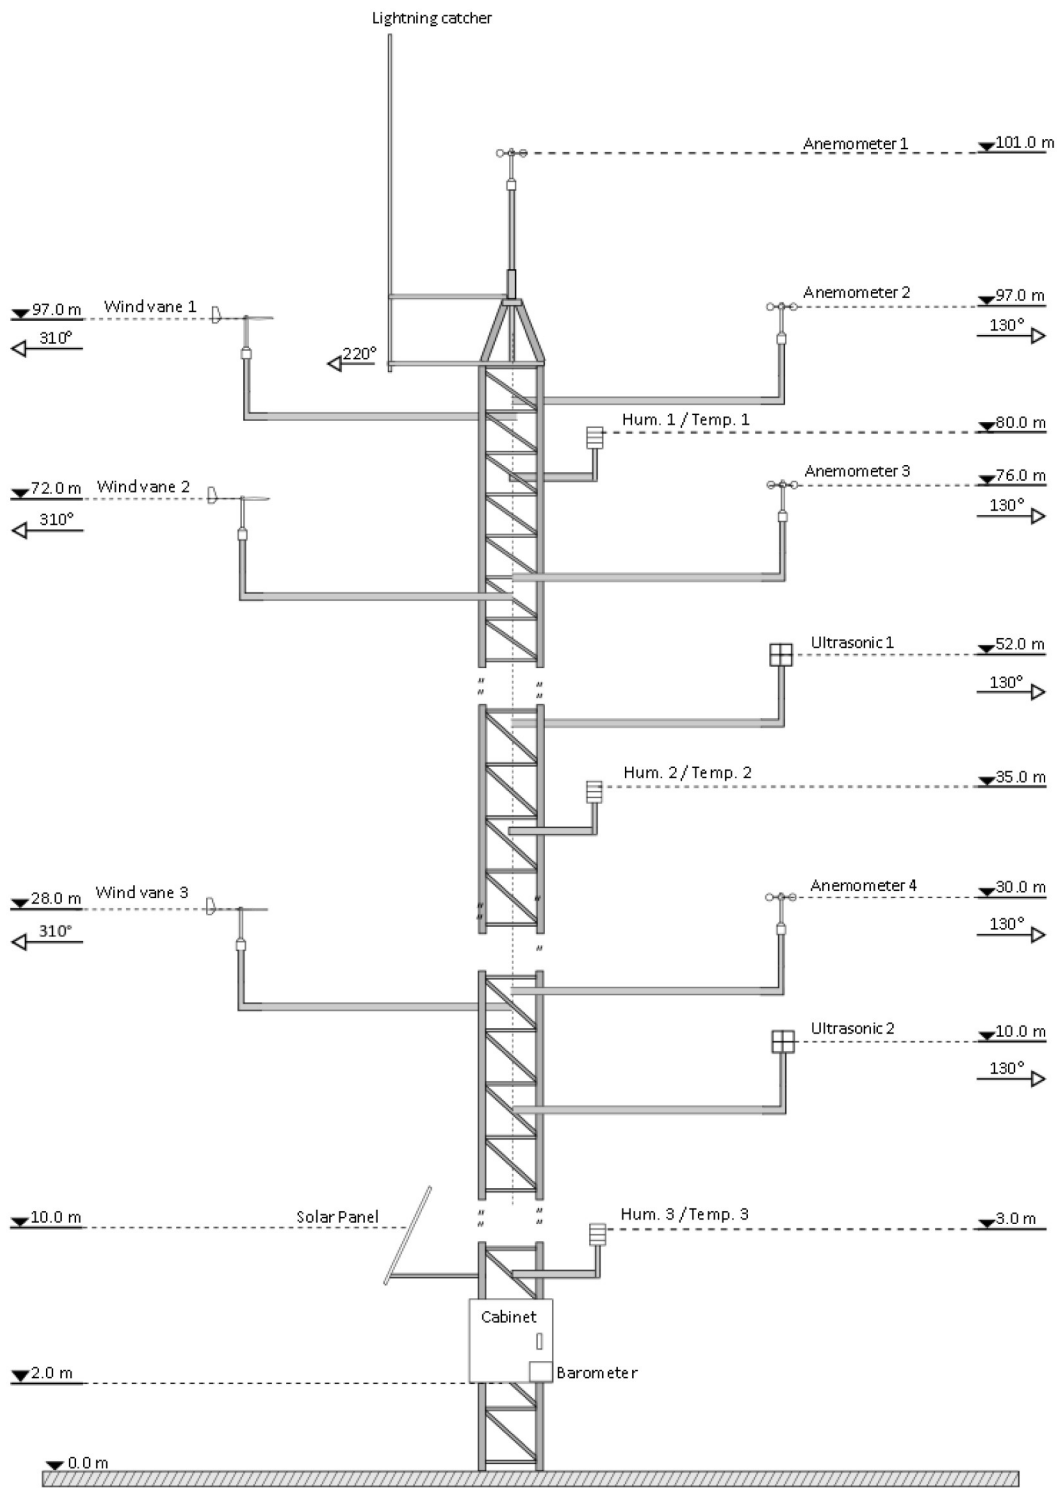 Lightning catcher
Anemometer 1
101.0 m
97.0 m
Wind vane 1
310°
220°
Anemometer 2
97.0 m
130°
Hum. 1 / Temp. 1
80.0 m
72.0 m
Wind vane 2
310°
Anemometer 3
76.0 m
130°
Ultrasonic 1
52.0 m
130°
Hum. 2 / Temp. 2
35.0 m
28.0 m
Wind vane 3
310°
Anemometer 4
30.0 m
130°
Ultrasonic 2
10.0 m
130°
10.0 m
Solar Panel
Hum. 3 / Temp. 3
3.0 m
Cabinet
Barometer
2.0 m
0.0 m